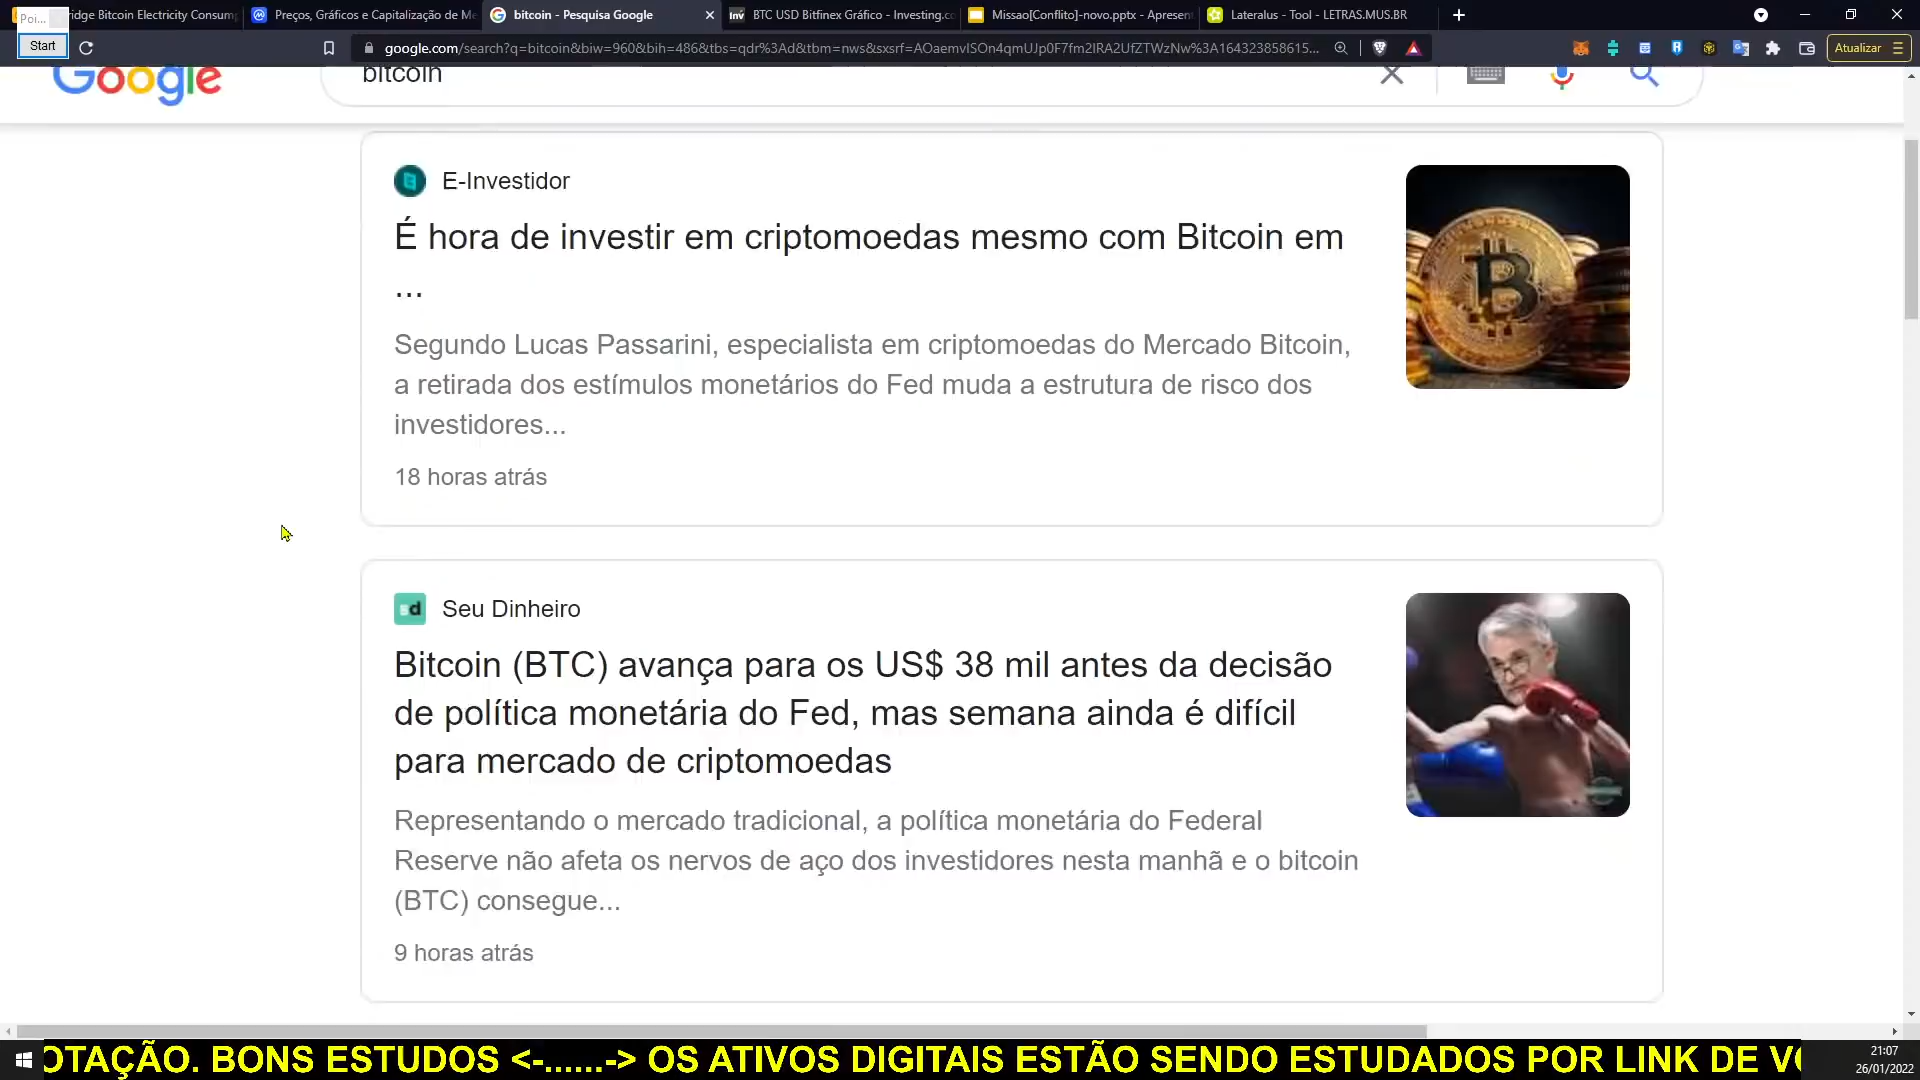 Poi...
ridge Bitcoin Electricity Consump
Preços, Gráficos e Capitalização de Me
bitcoin - Pesquisa Google
BTC USD Bitfinex Gráfico - Investing.co
Missao[Conflito]-novo.pptx - Apresen
Lateralus - Tool - LETRAS.MUS.BR
Start
google.com/search?q=bitcoin&biw=960&bih=486&tbs=qdr%3Ad&tbm=nws&sxsrf=AOaemvISOn4qmUJp0F7fm2IRA2UfZTWzNw%3A164323858615...
Atualizar
Google
bitcoin
E-Investidor
É hora de investir em criptomoedas mesmo com Bitcoin em
...
Segundo Lucas Passarini, especialista em criptomoedas do Mercado Bitcoin,
a retirada dos estímulos monetários do Fed muda a estrutura de risco dos
investidores...
18 horas atrás
sd Seu Dinheiro
Bitcoin (BTC) avança para os US$ 38 mil antes da decisão
de política monetária do Fed, mas semana ainda é difícil
para mercado de criptomoedas
Representando o mercado tradicional, a política monetária do Federal
Reserve não afeta os nervos de aço dos investidores nesta manhã e o bitcoin
(BTC) consegue...
9 horas atrás
OTAÇÃO. BONS ESTUDOS <-......-> OS ATIVOS DIGITAIS ESTÃO SENDO ESTUDADOS POR LINK DE VO
21:07
26/01/2022